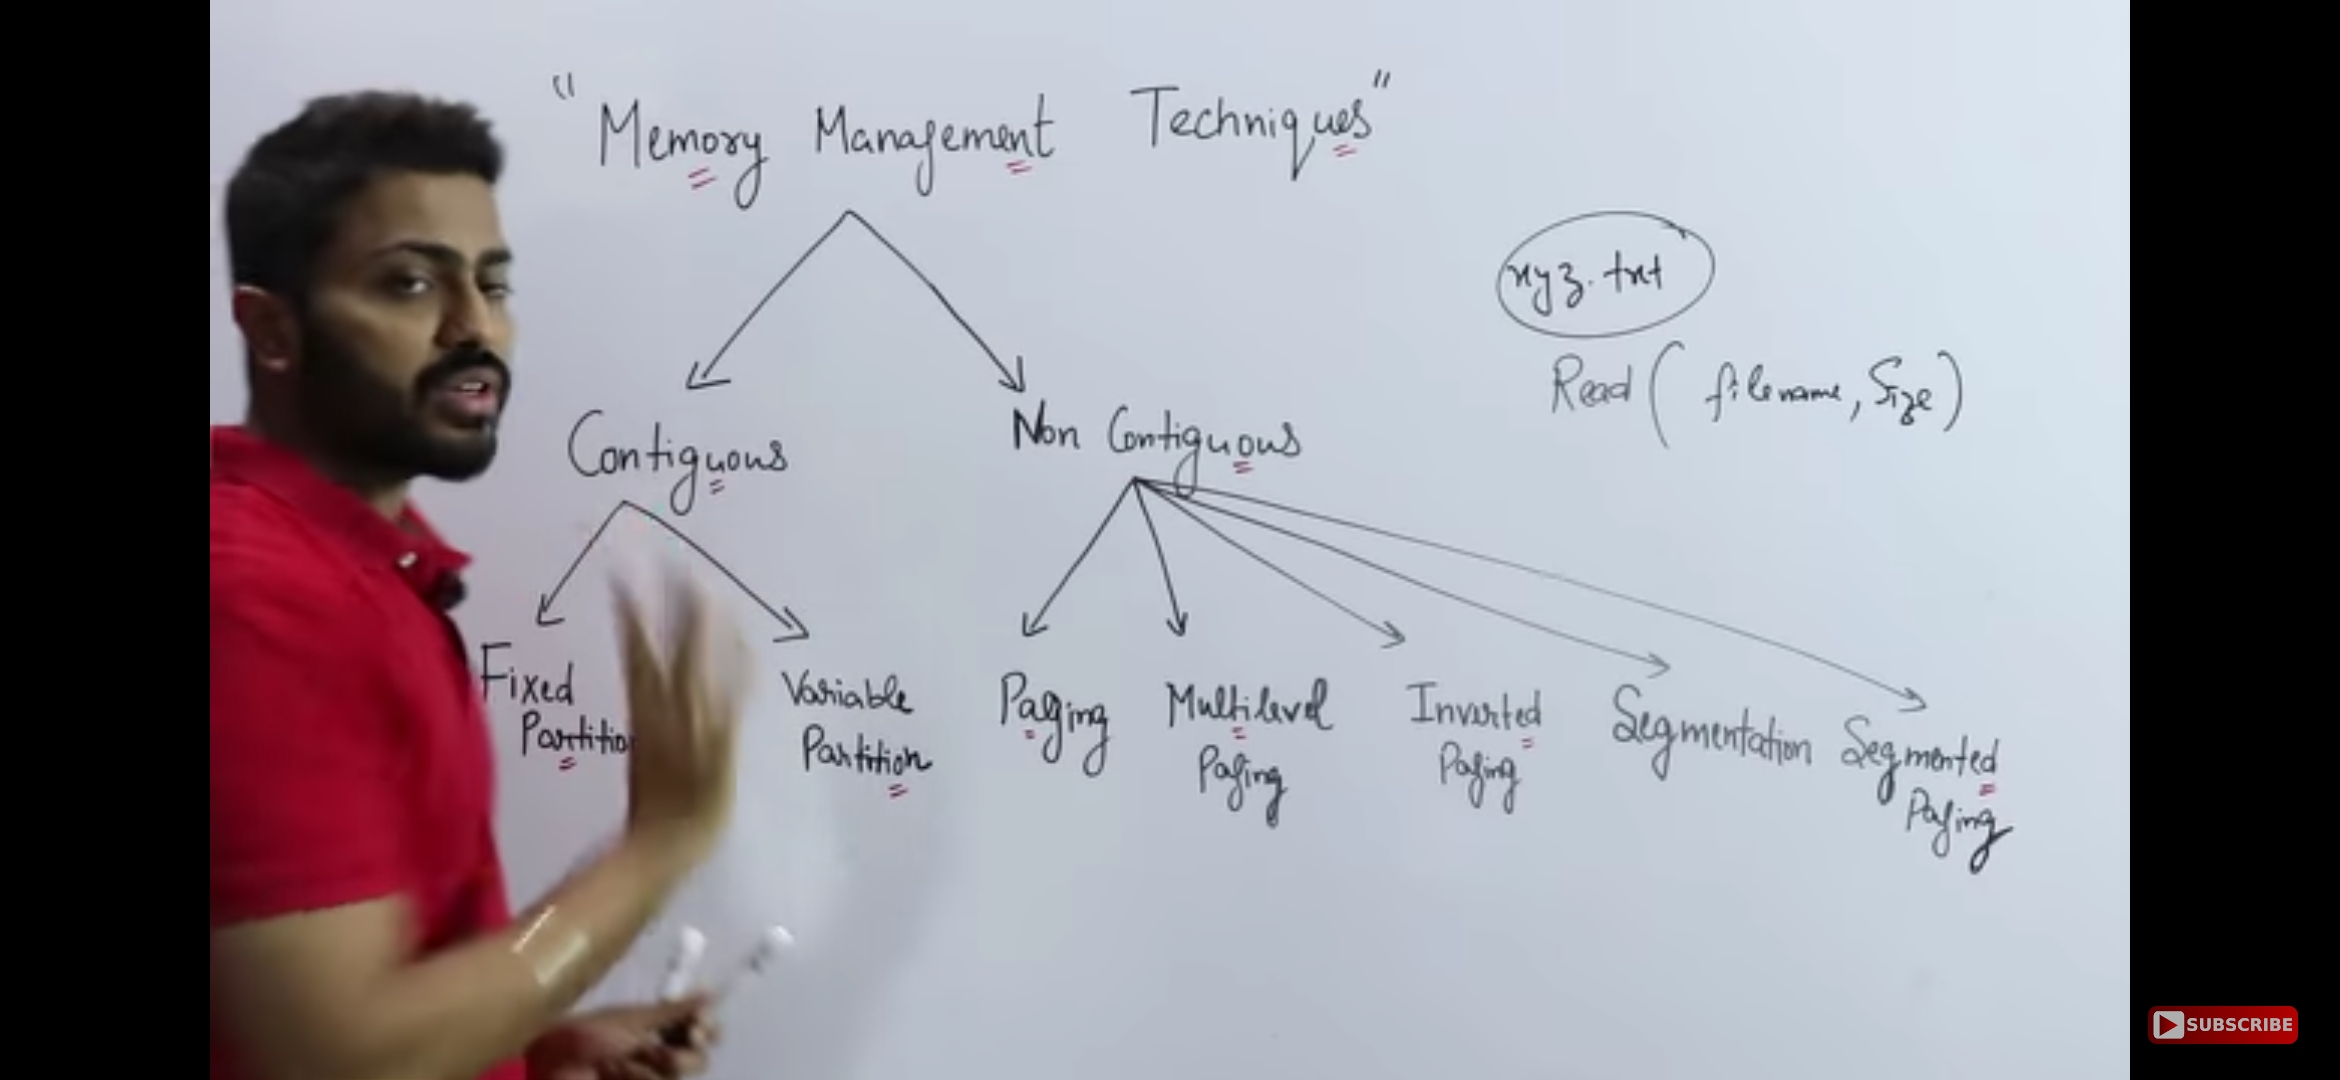 "Memory Management Techniques"
xyz.txt
Read (filename, Size)
Contiguous
Non Contiguous
Fixed
Partitio
Variable
Partition
Paging
Multilevel
Paging
Inverted
Paging
Segmentation
Segmented
Paging
SUBSCRIBE